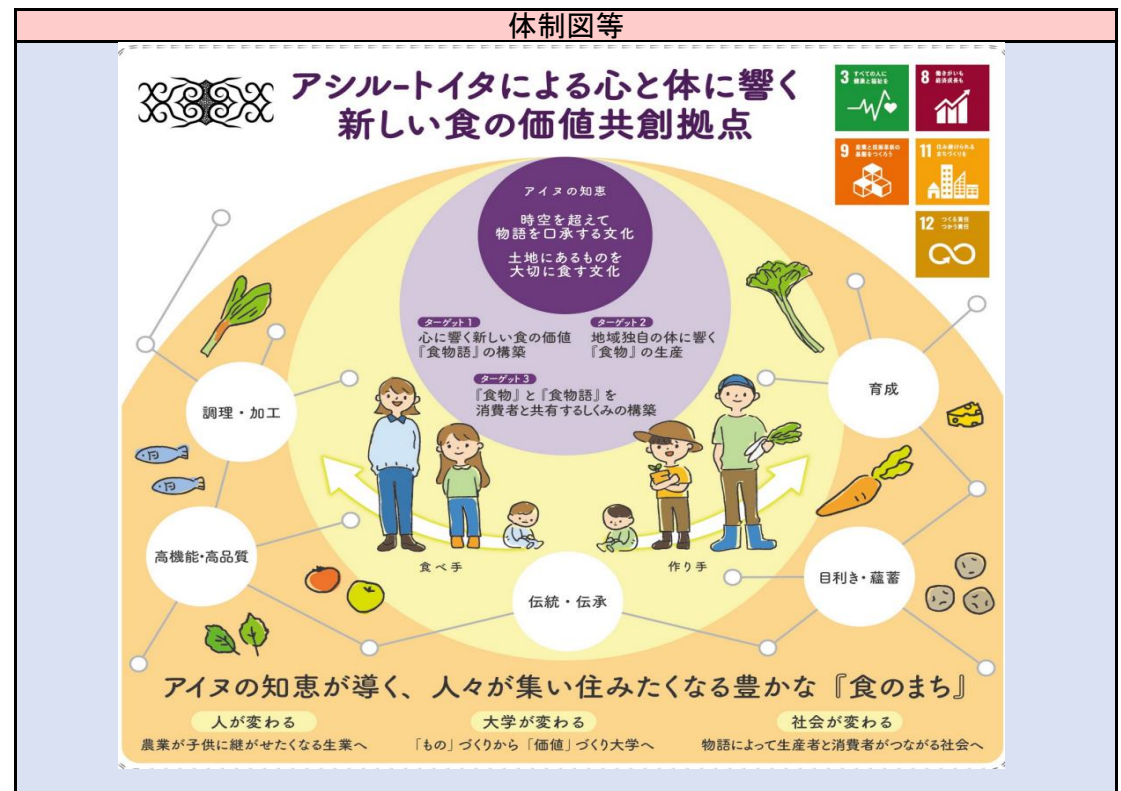 体制図等
アシㇽ-トイタによる心と体に響く
新しい食の価値共創拠点
3 すべての人に
健康と福祉を
8 働きがいも
経済成長も
9 産業と技術革新の
基盤をつくろう
11 住み続けられる
まちづくりを
12 つくる責任
つかう責任
アイヌの知恵
時空を超えて
物語を口承する文化
土地にあるものを
大切に食す文化
ターゲット1
心に響く新しい食の価値
『食物語』の構築
ターゲット2
地域独自の体に響く
『食物』の生産
ターゲット3
『食物』と『食物語』を
消費者と共有するしくみの構築
調理・加工
育成
高機能・高品質
食べ手
作り手
目利き・蘊蓄
伝統・伝承
アイヌの知恵が導く、人々が集い住みたくなる豊かな『食のまち』
人が変わる
農業が子供に継がせたくなる生業へ
大学が変わる
「もの」づくりから「価値」づくり大学へ
社会が変わる
物語によって生産者と消費者がつながる社会へ